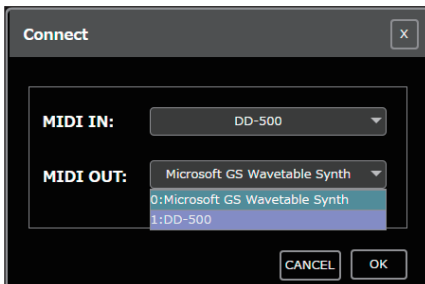 Connect
X
MIDI IN:
DD-500
MIDI OUT:
Microsoft GS Wavetable Synth
0:Microsoft GS Wavetable Synth
1:DD-500
CANCEL
OK